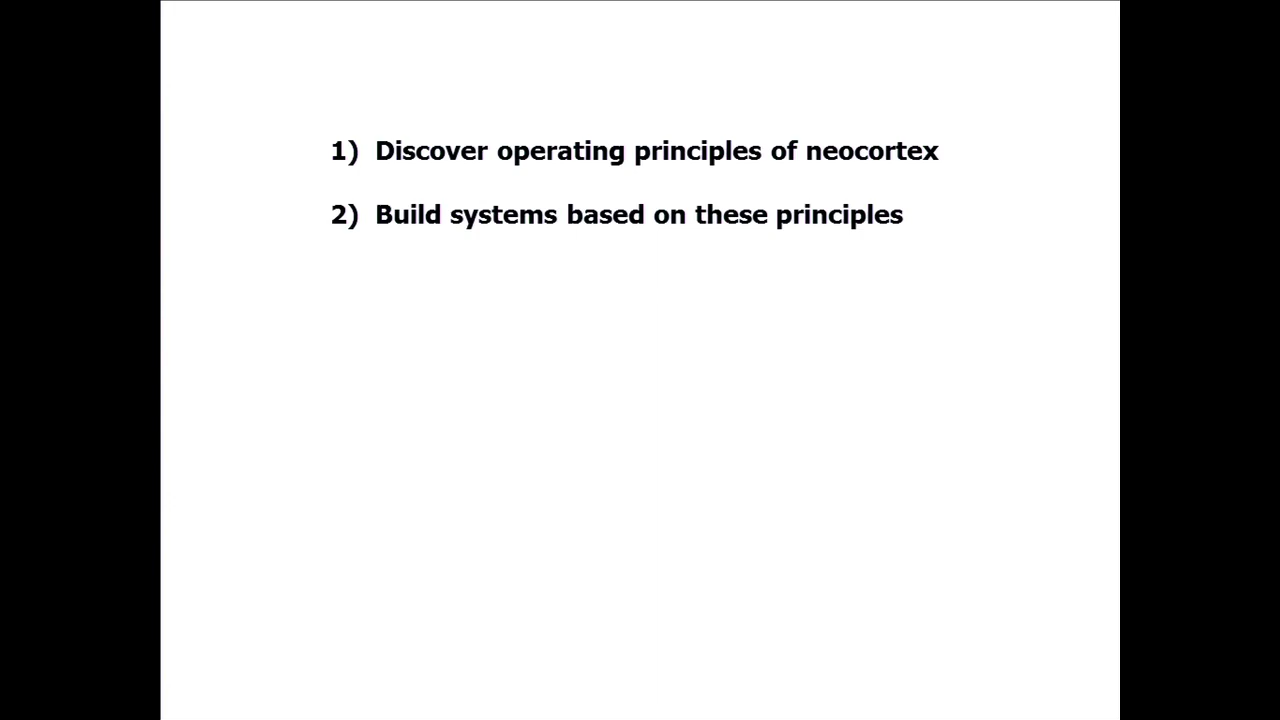 1) Discover operating principles of neocortex
2) Build systems based on these principles